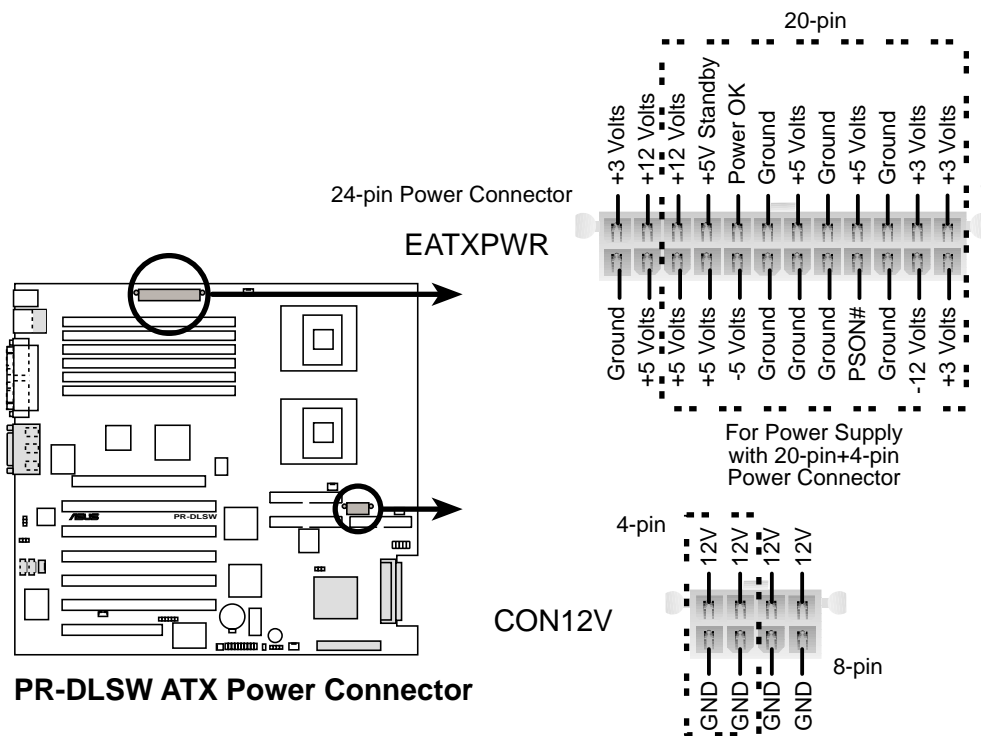 20-pin
+3 Volts
+12 Volts
+12 Volts
+5V Standby
Power OK
Ground
+5 Volts
Ground
+5 Volts
Ground
+3 Volts
+3 Volts
24-pin Power Connector
EATXPWR
Ground
+5 Volts
+5 Volts
+5 Volts
-5 Volts
Ground
Ground
Ground
PSON#
Ground
-12 Volts
+3 Volts
For Power Supply
with 20-pin+4-pin
Power Connector
ASUS
PR-DLSW
4-pin
12V
12V
12V
12V
CON12V
8-pin
GND
GND
GND
GND
PR-DLSW ATX Power Connector